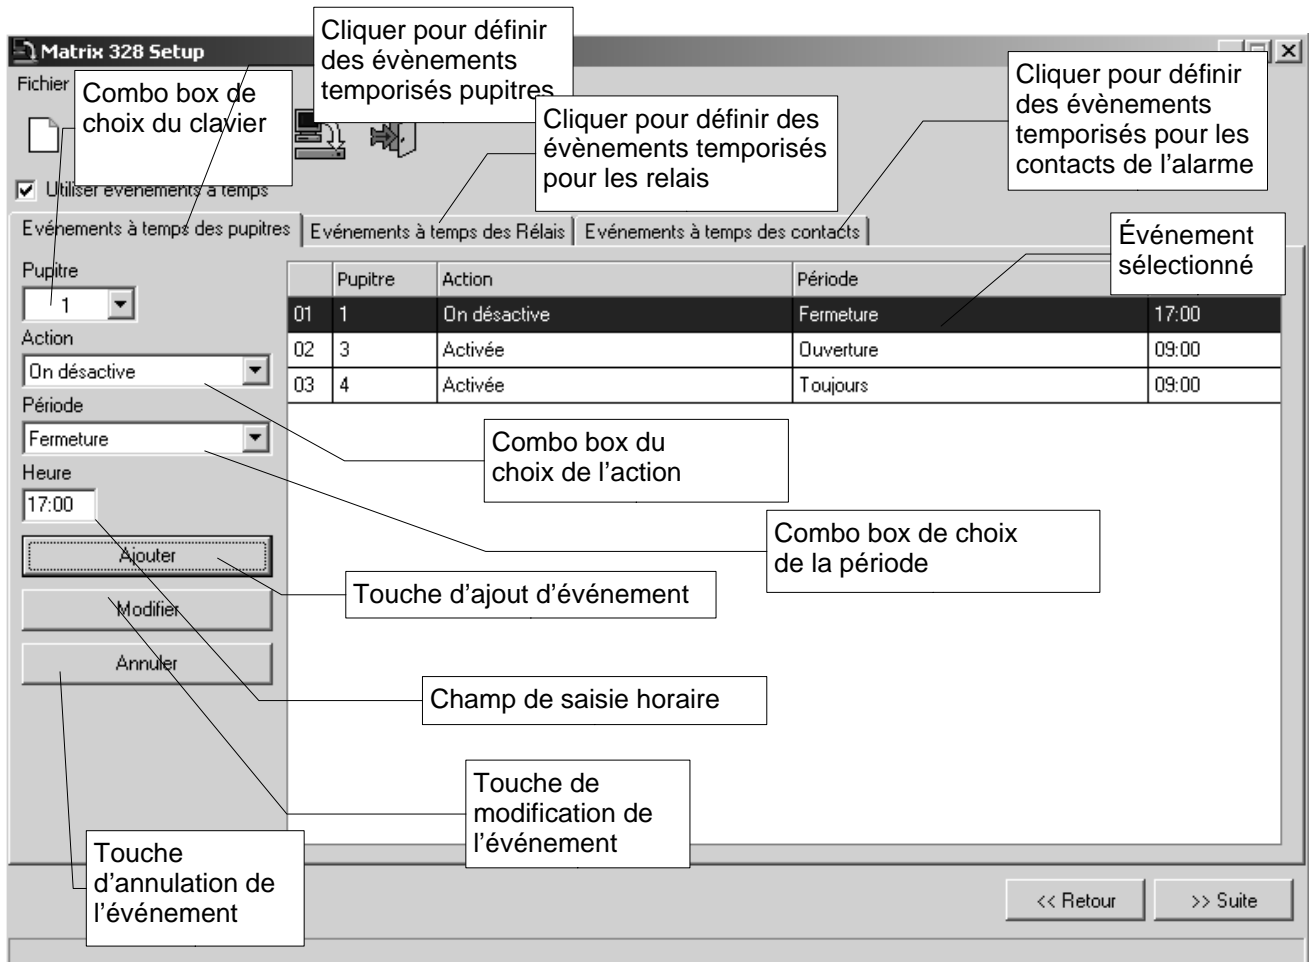 Cliquer pour définir
des évènements
temporisés pupitres
Matrix 328 Setup
Fichier
Combo box de
choix du clavier
Cliquer pour définir des
évènements temporisés
pour les relais
Cliquer pour définir
des évènements
temporisés pour les
contacts de l’alarme
Utiliser evenements à temps
Evénements à temps des pupitres
Evénements à temps des Rélais
Evénements à temps des contacts
Événement
sélectionné
Pupitre
1
Action
On désactive
Période
Fermeture
Heure
17:00
Ajouter
Modifier
Annuler
Pupitre Action Période
01 1 On désactive Fermeture 17:00
02 3 Activée Ouverture 09:00
03 4 Activée Toujours 09:00
Combo box du
choix de l’action
Combo box de choix
de la période
Touche d’ajout d’événement
Champ de saisie horaire
Touche de
modification de
l’événement
Touche
d’annulation de
l’événement
<< Retour
>> Suite